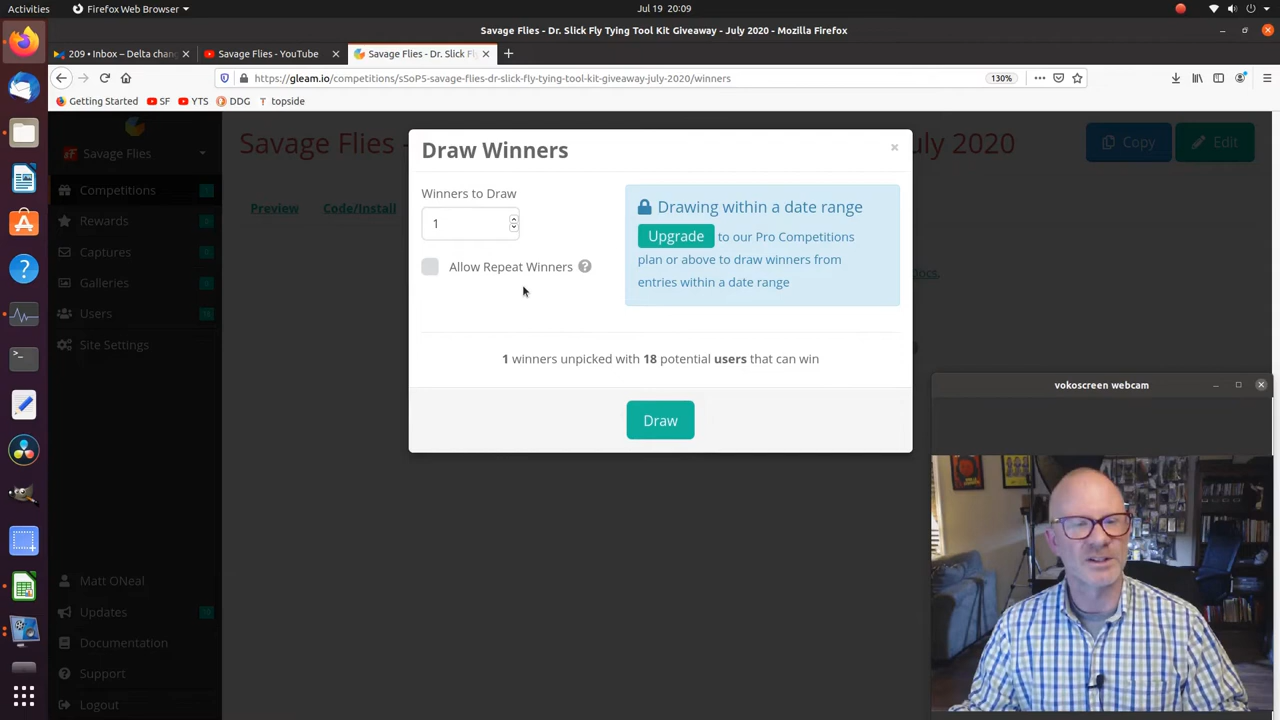 Activities
Firefox Web Browser
Jul 19 20:09
Savage Flies - Dr. Slick Fly Tying Tool Kit Giveaway - July 2020 - Mozilla Firefox
209 • Inbox – Delta chan
Savage Flies - YouTube
Savage Flies - Dr. Slick Fl
https://gleam.io/competitions/sSoP5-savage-flies-dr-slick-fly-tying-tool-kit-giveaway-july-2020/winners
130%
Getting Started
SF
YTS
DDG
topside
Savage Flies
Savage Flies -
uly 2020
Copy
Edit
Competitions
Rewards
Captures
Galleries
Users
Site Settings
Preview
Code/Install
Draw Winners
Winners to Draw
1
Allow Repeat Winners
Drawing within a date range
Upgrade to our Pro Competitions
plan or above to draw winners from
entries within a date range
docs.
1 winners unpicked with 18 potential users that can win
Draw
vokoscreen webcam
Matt ONeal
Updates
Documentation
Support
Logout